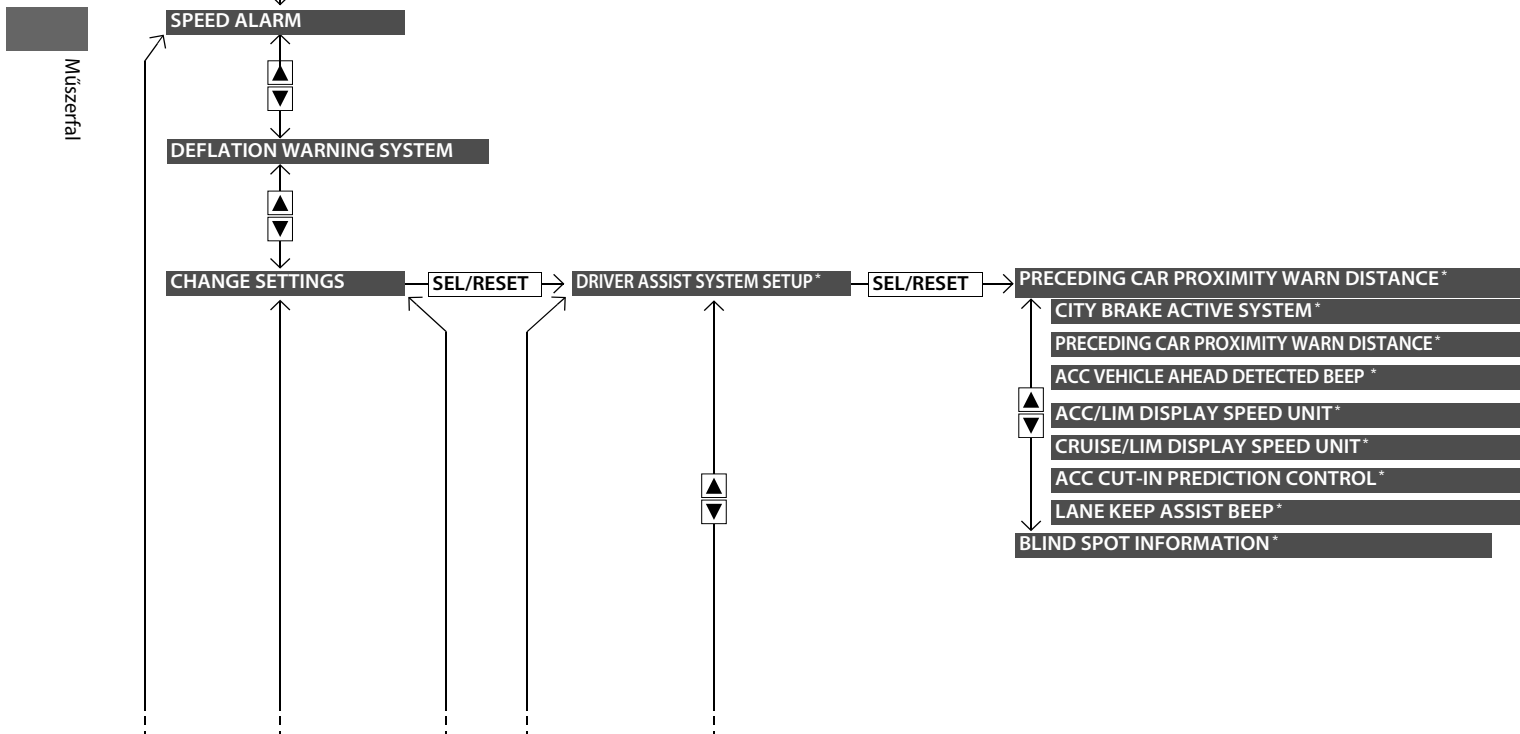 SPEED ALARM
Műszerfal
▲
▼
DEFLATION WARNING SYSTEM
▲
▼
CHANGE SETTINGS
SEL/RESET
DRIVER ASSIST SYSTEM SETUP*
SEL/RESET
PRECEDING CAR PROXIMITY WARN DISTANCE*
CITY BRAKE ACTIVE SYSTEM*
PRECEDING CAR PROXIMITY WARN DISTANCE*
ACC VEHICLE AHEAD DETECTED BEEP *
▲
▼
ACC/LIM DISPLAY SPEED UNIT*
CRUISE/LIM DISPLAY SPEED UNIT*
ACC CUT-IN PREDICTION CONTROL*
LANE KEEP ASSIST BEEP*
BLIND SPOT INFORMATION*
▲
▼